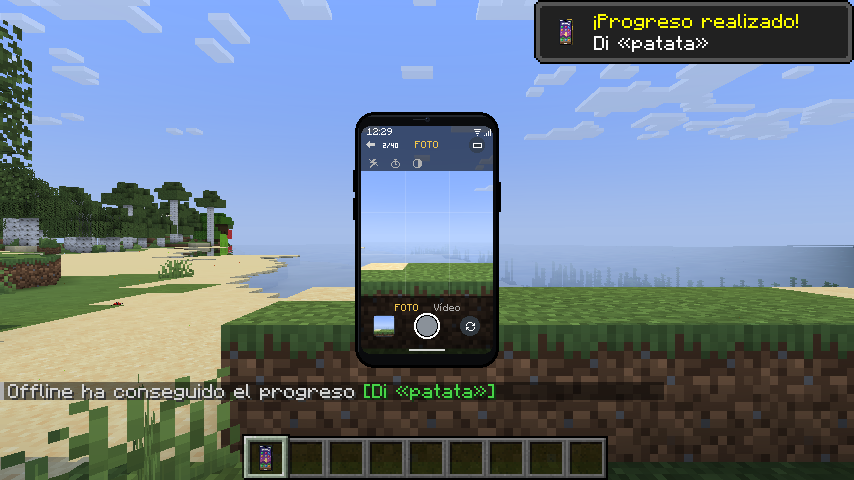 ¡Progreso realizado!
Di «patata»
12:29
2/40 FOTO
FOTO Vídeo
Offline ha conseguido el progreso [Di «patata»]